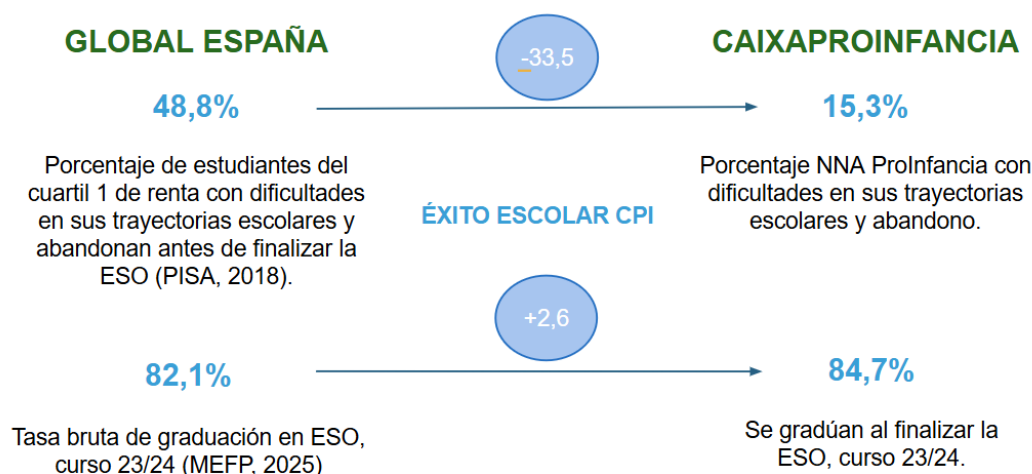 GLOBAL ESPAÑA
-33,5
CAIXAPROINFANCIA
48,8%
15,3%
Porcentaje de estudiantes del
cuartil 1 de renta con dificultades
en sus trayectorias escolares y
abandonan antes de finalizar la
ESO (PISA, 2018).
ÉXITO ESCOLAR CPI
Porcentaje NNA ProInfancia con
dificultades en sus trayectorias
escolares y abandono.
+2,6
82,1%
84,7%
Tasa bruta de graduación en ESO,
curso 23/24 (MEFP, 2025)
Se gradúan al finalizar la
ESO, curso 23/24.